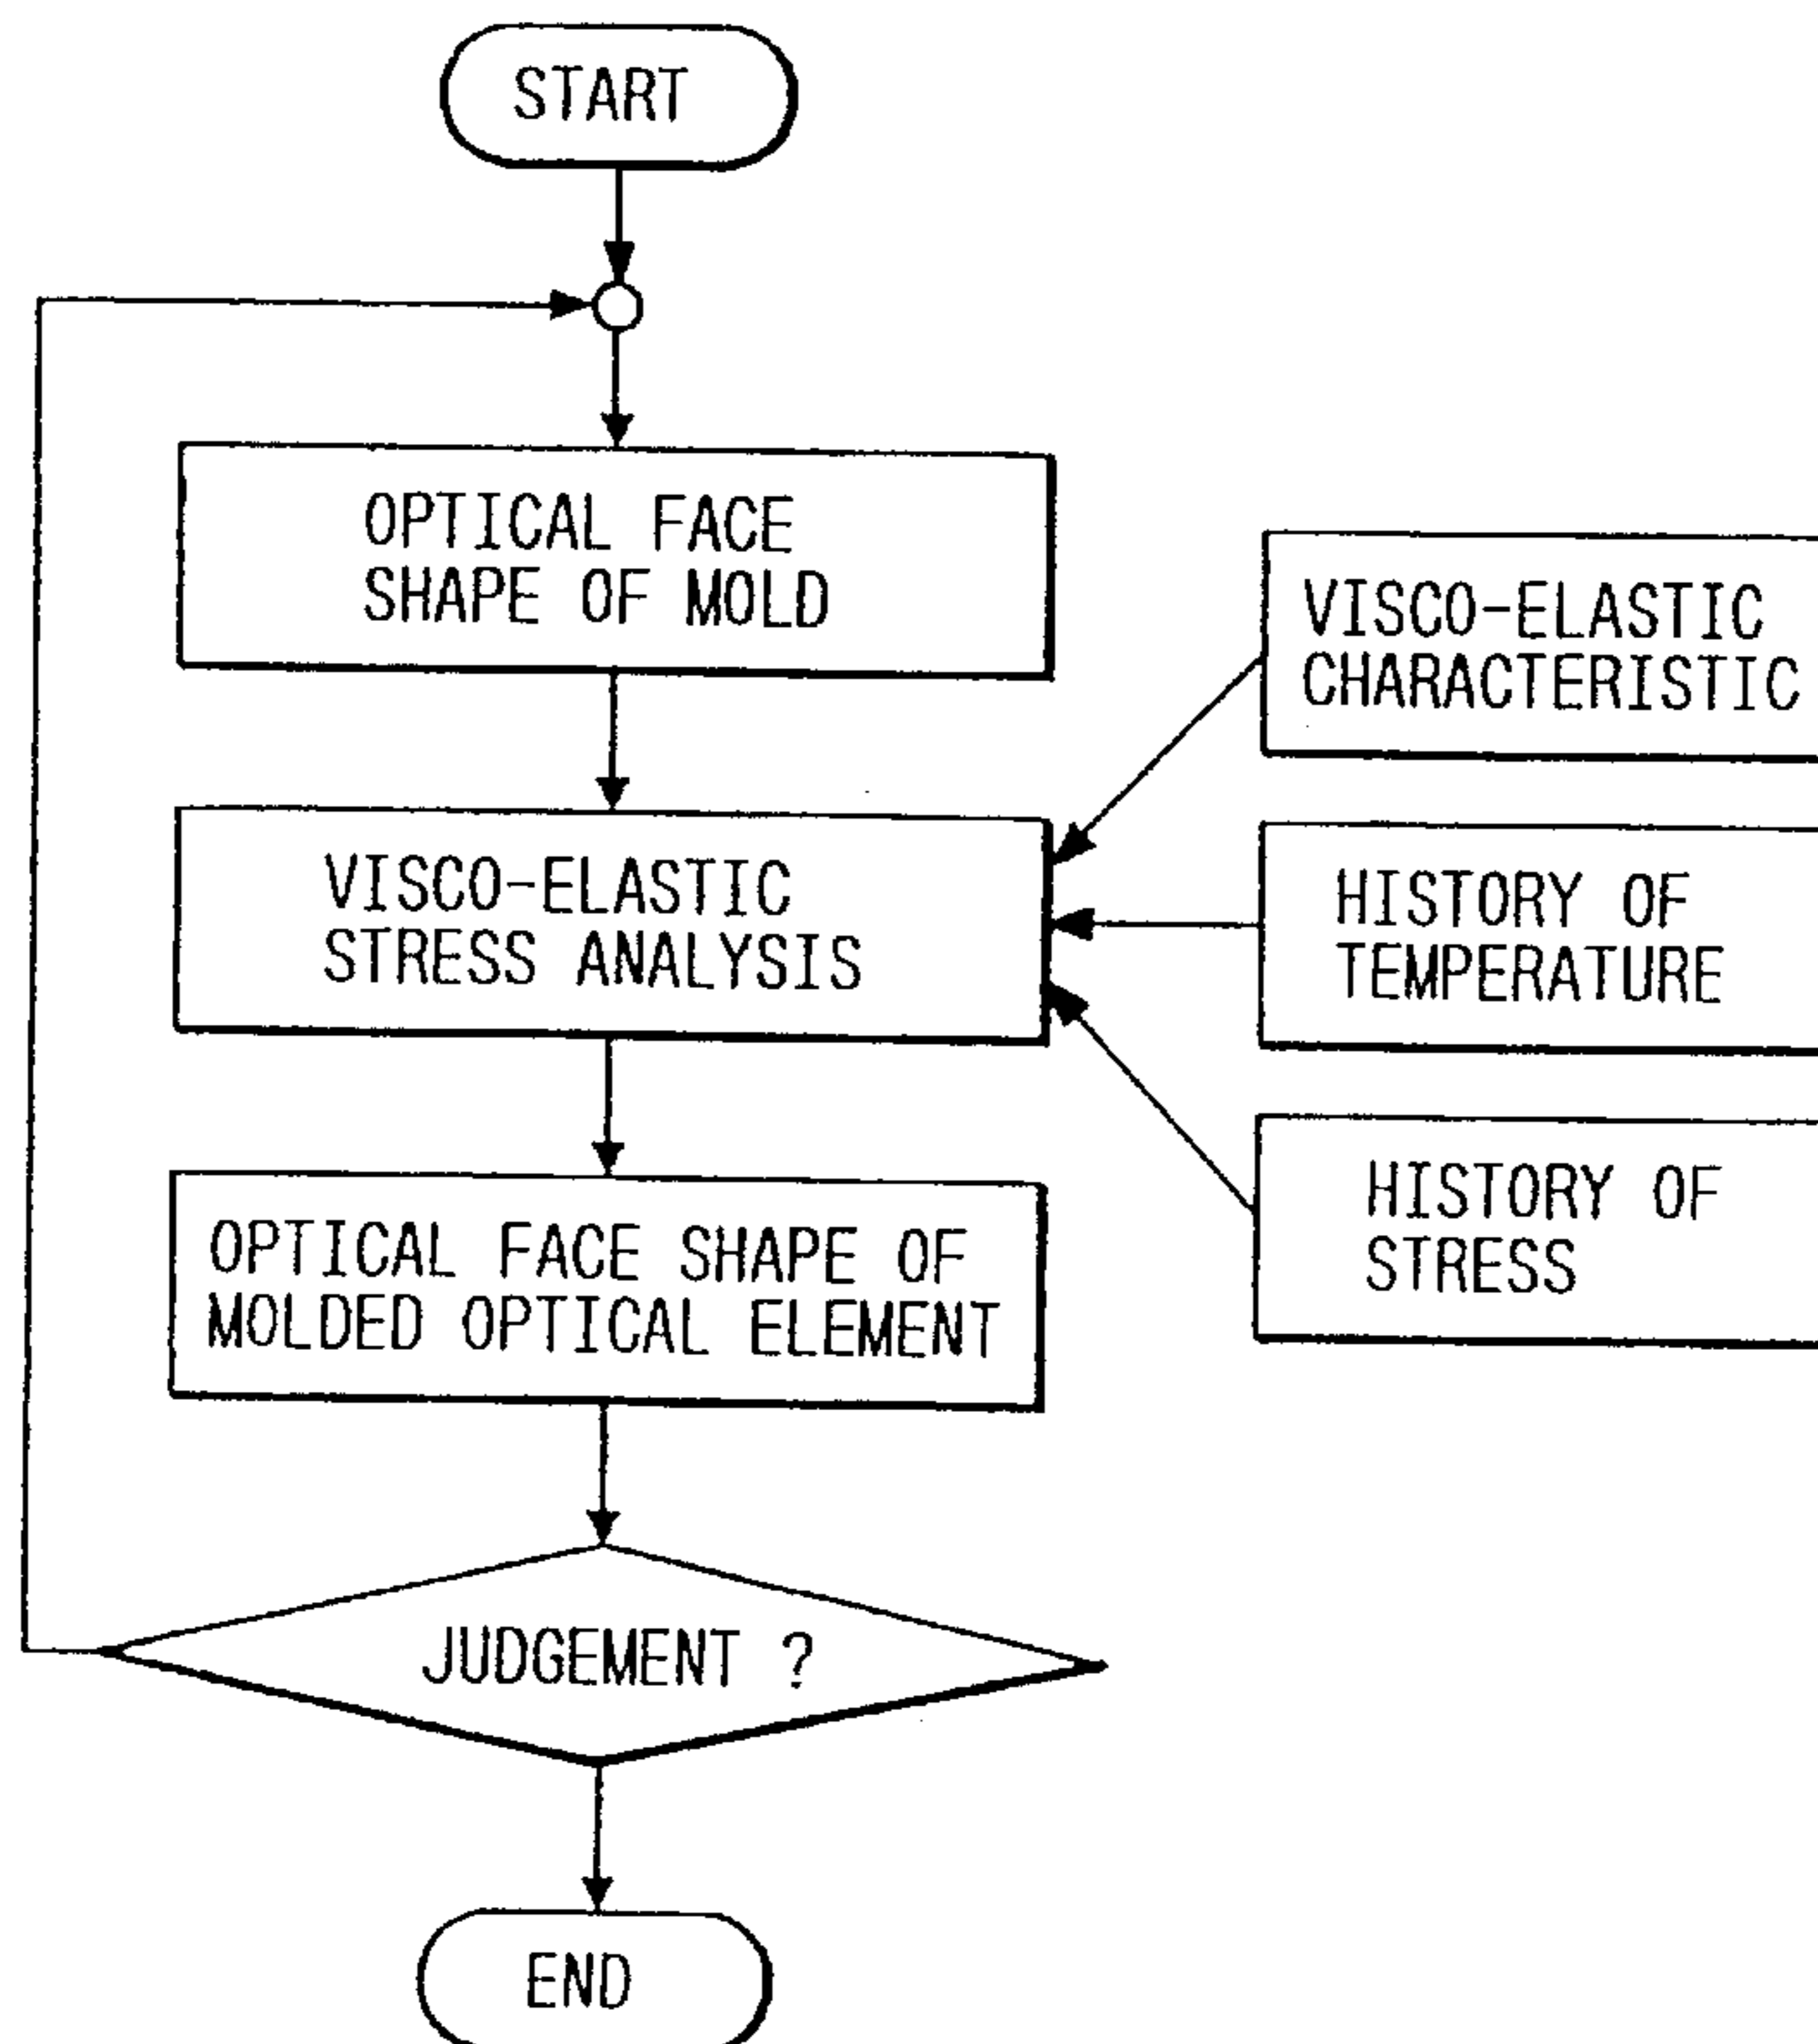 START
OPTICAL FACE
SHAPE OF MOLD
VISCO-ELASTIC
CHARACTERISTIC
VISCO-ELASTIC
STRESS ANALYSIS
HISTORY OF
TEMPERATURE
HISTORY OF
STRESS
OPTICAL FACE SHAPE OF
MOLDED OPTICAL ELEMENT
JUDGEMENT ?
END